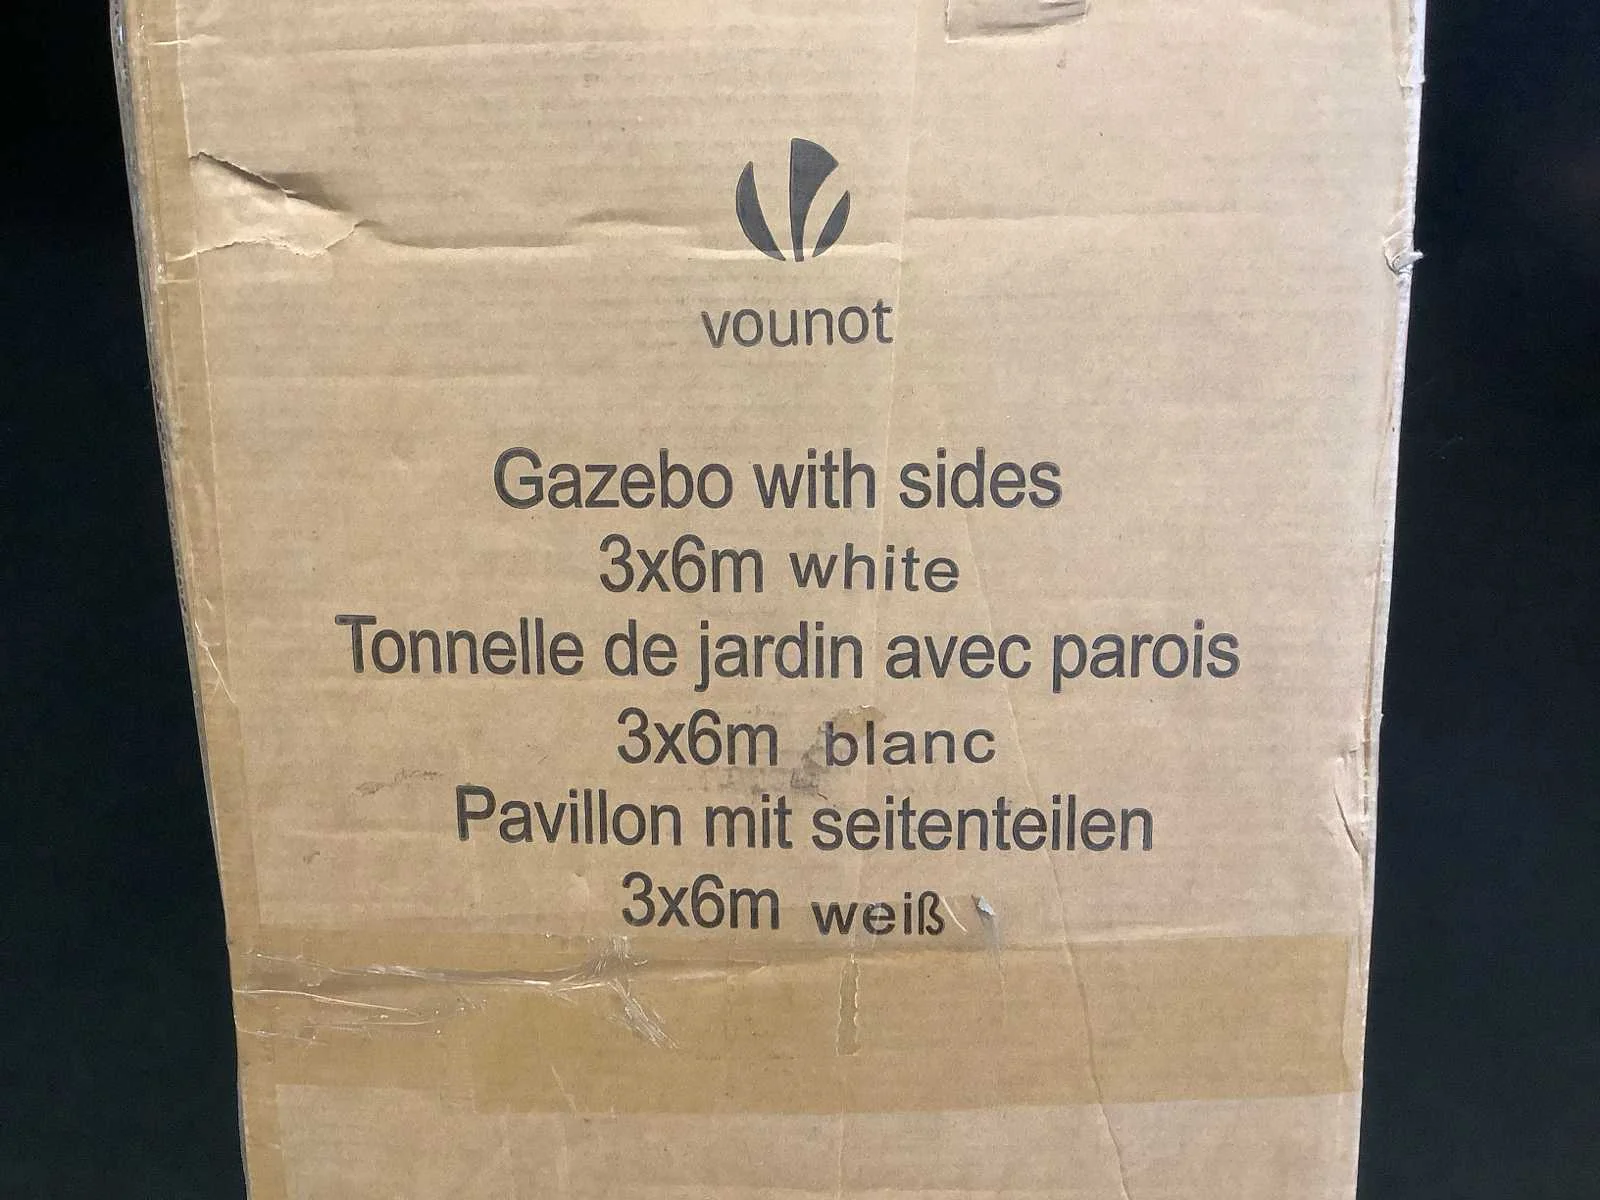 vounot
Gazebo with sides
3x6m white
Tonnelle de jardin avec parois
3x6m blanc
Pavillon mit seitenteilen
3x6m weiß